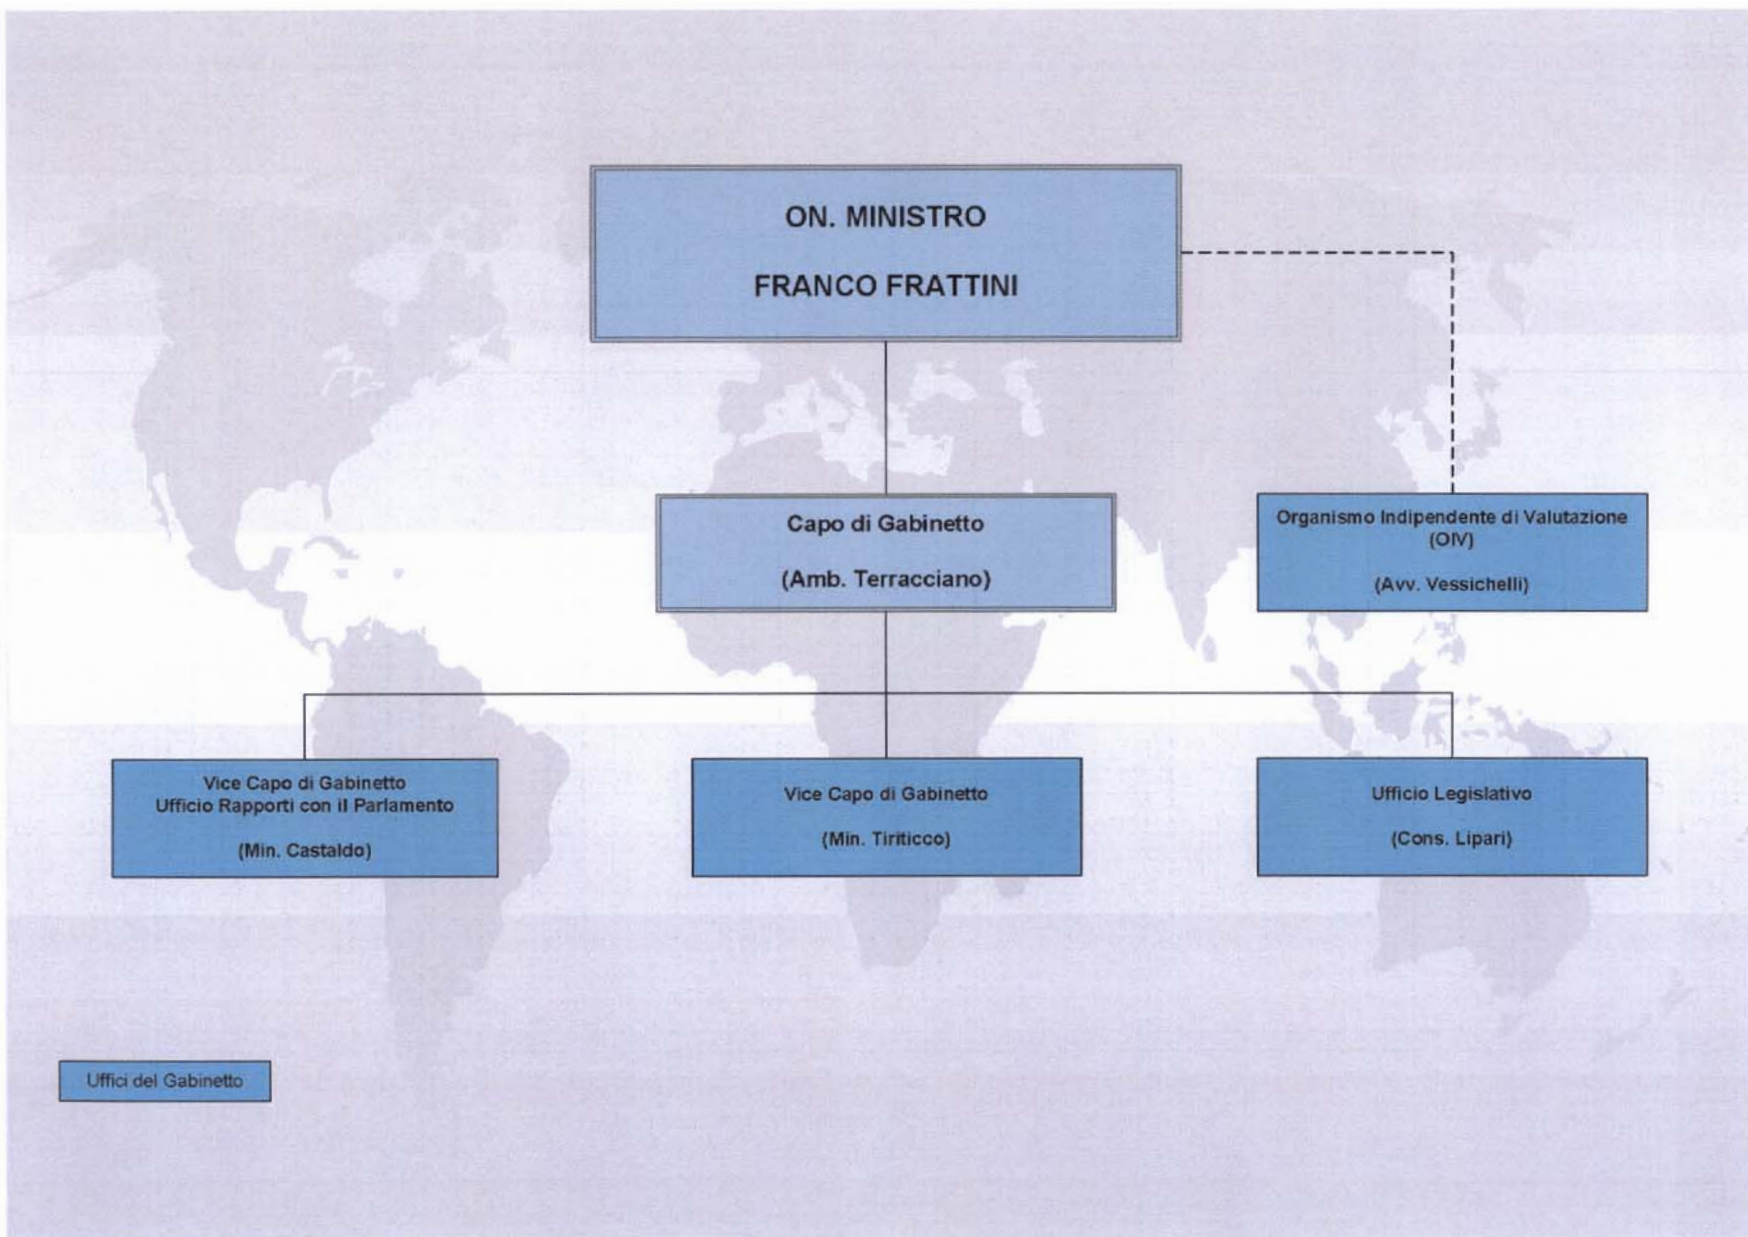 ON. MINISTRO
FRANCO FRATTINI
Capo di Gabinetto
(Amb. Terracciano)
Organismo Indipendente di Valutazione
(OIV)
(Avv. Vessichelli)
Vice Capo di Gabinetto
Ufficio Rapporti con il Parlamento
(Min. Castaldo)
Vice Capo di Gabinetto
(Min. Tiriticco)
Ufficio Legislativo
(Cons. Lipari)
Uffici del Gabinetto